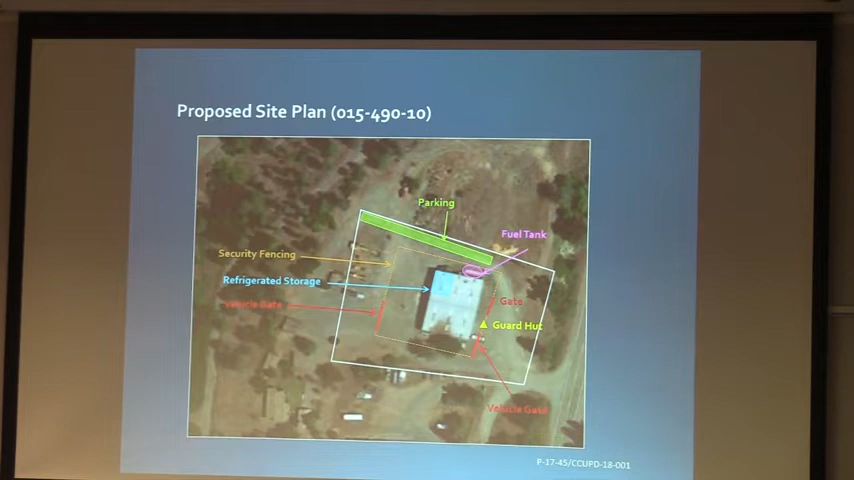 Proposed Site Plan (015-490-10)
Parking
Fuel Tank
Security Fencing
Refrigerated Storage
Vehicle Gate
Gate
Guard Hut
Vehicle Gate
P-17-45/CCUPD-18-001